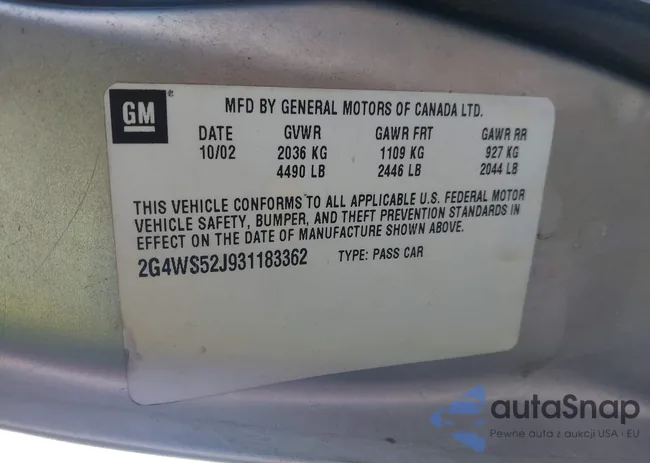 GM
MFD BY GENERAL MOTORS OF CANADA LTD.
DATE GVWR GAWR FRT GAWR RR
10/02 2036 KG 1109 KG 927 KG
4490 LB 2446 LB 2044 LB
THIS VEHICLE CONFORMS TO ALL APPLICABLE U.S. FEDERAL MOTOR
VEHICLE SAFETY, BUMPER, AND THEFT PREVENTION STANDARDS IN
EFFECT ON THE DATE OF MANUFACTURE SHOWN ABOVE.
2G4WS52J931183362 TYPE: PASS CAR
autaSnap
Pewne auta z aukcji USA i EU